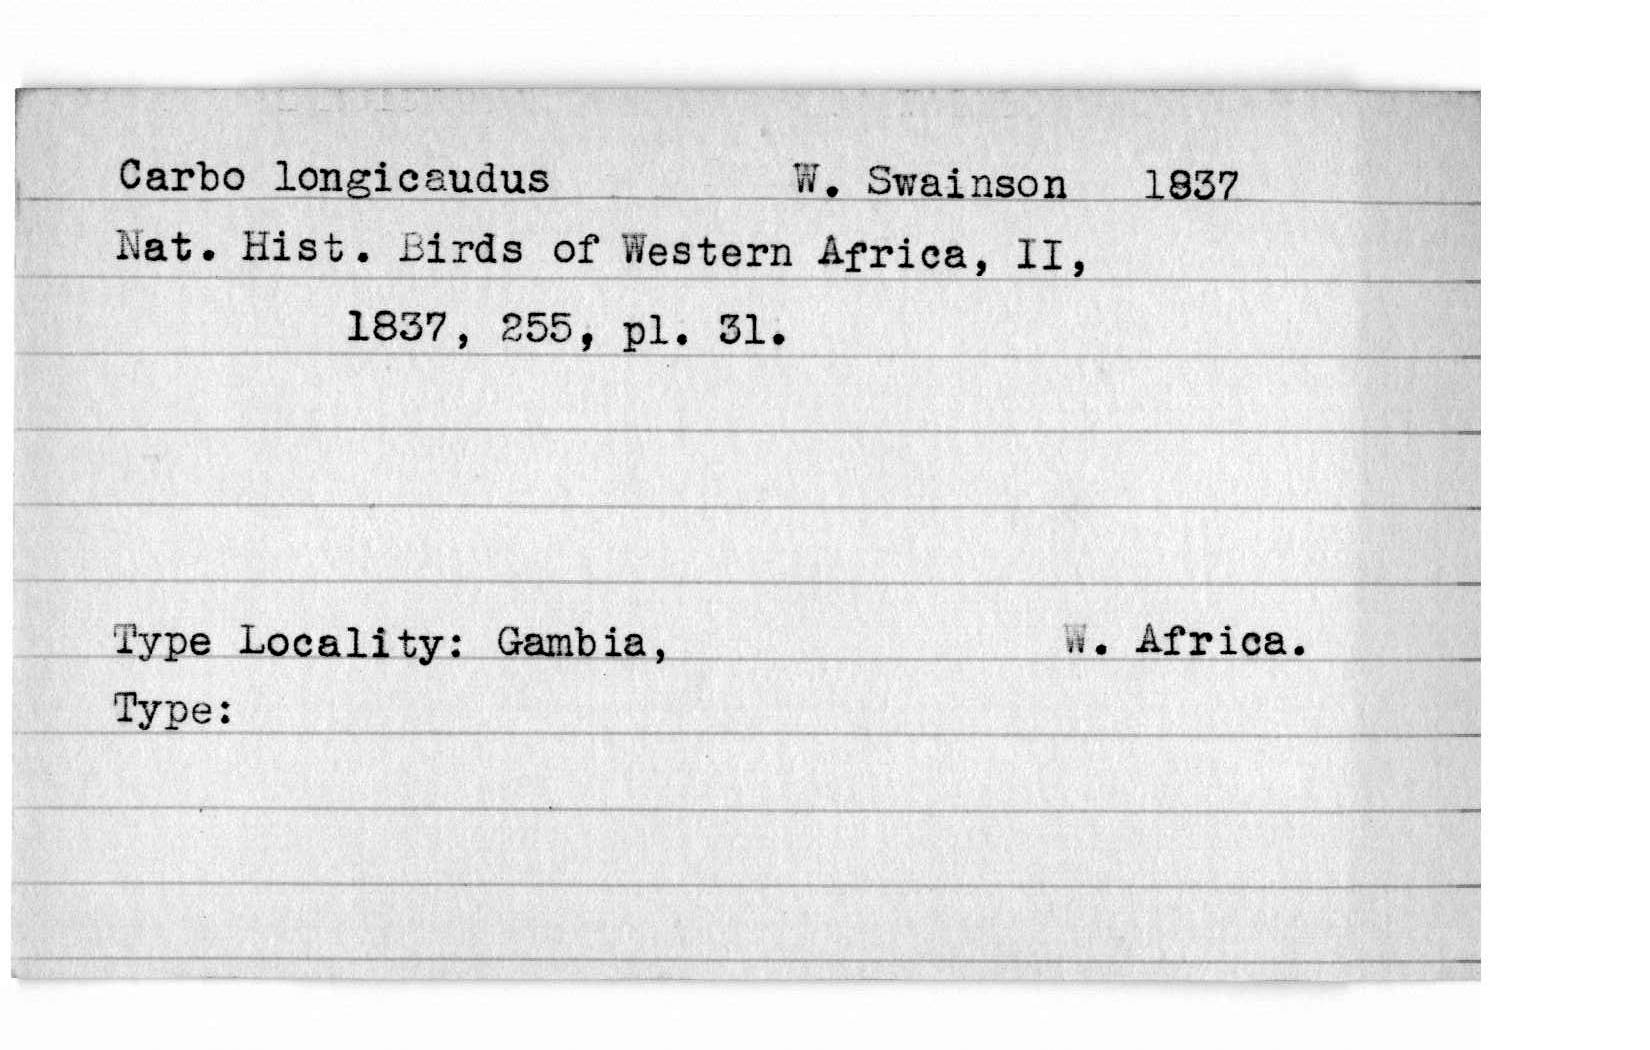 Carbo longicaudus W. Swainson 1837
Nat. Hist. Birds of Western Africa, II,
1837, 255, pl. 31.
Type Locality: Gambia, W. Africa.
Type: